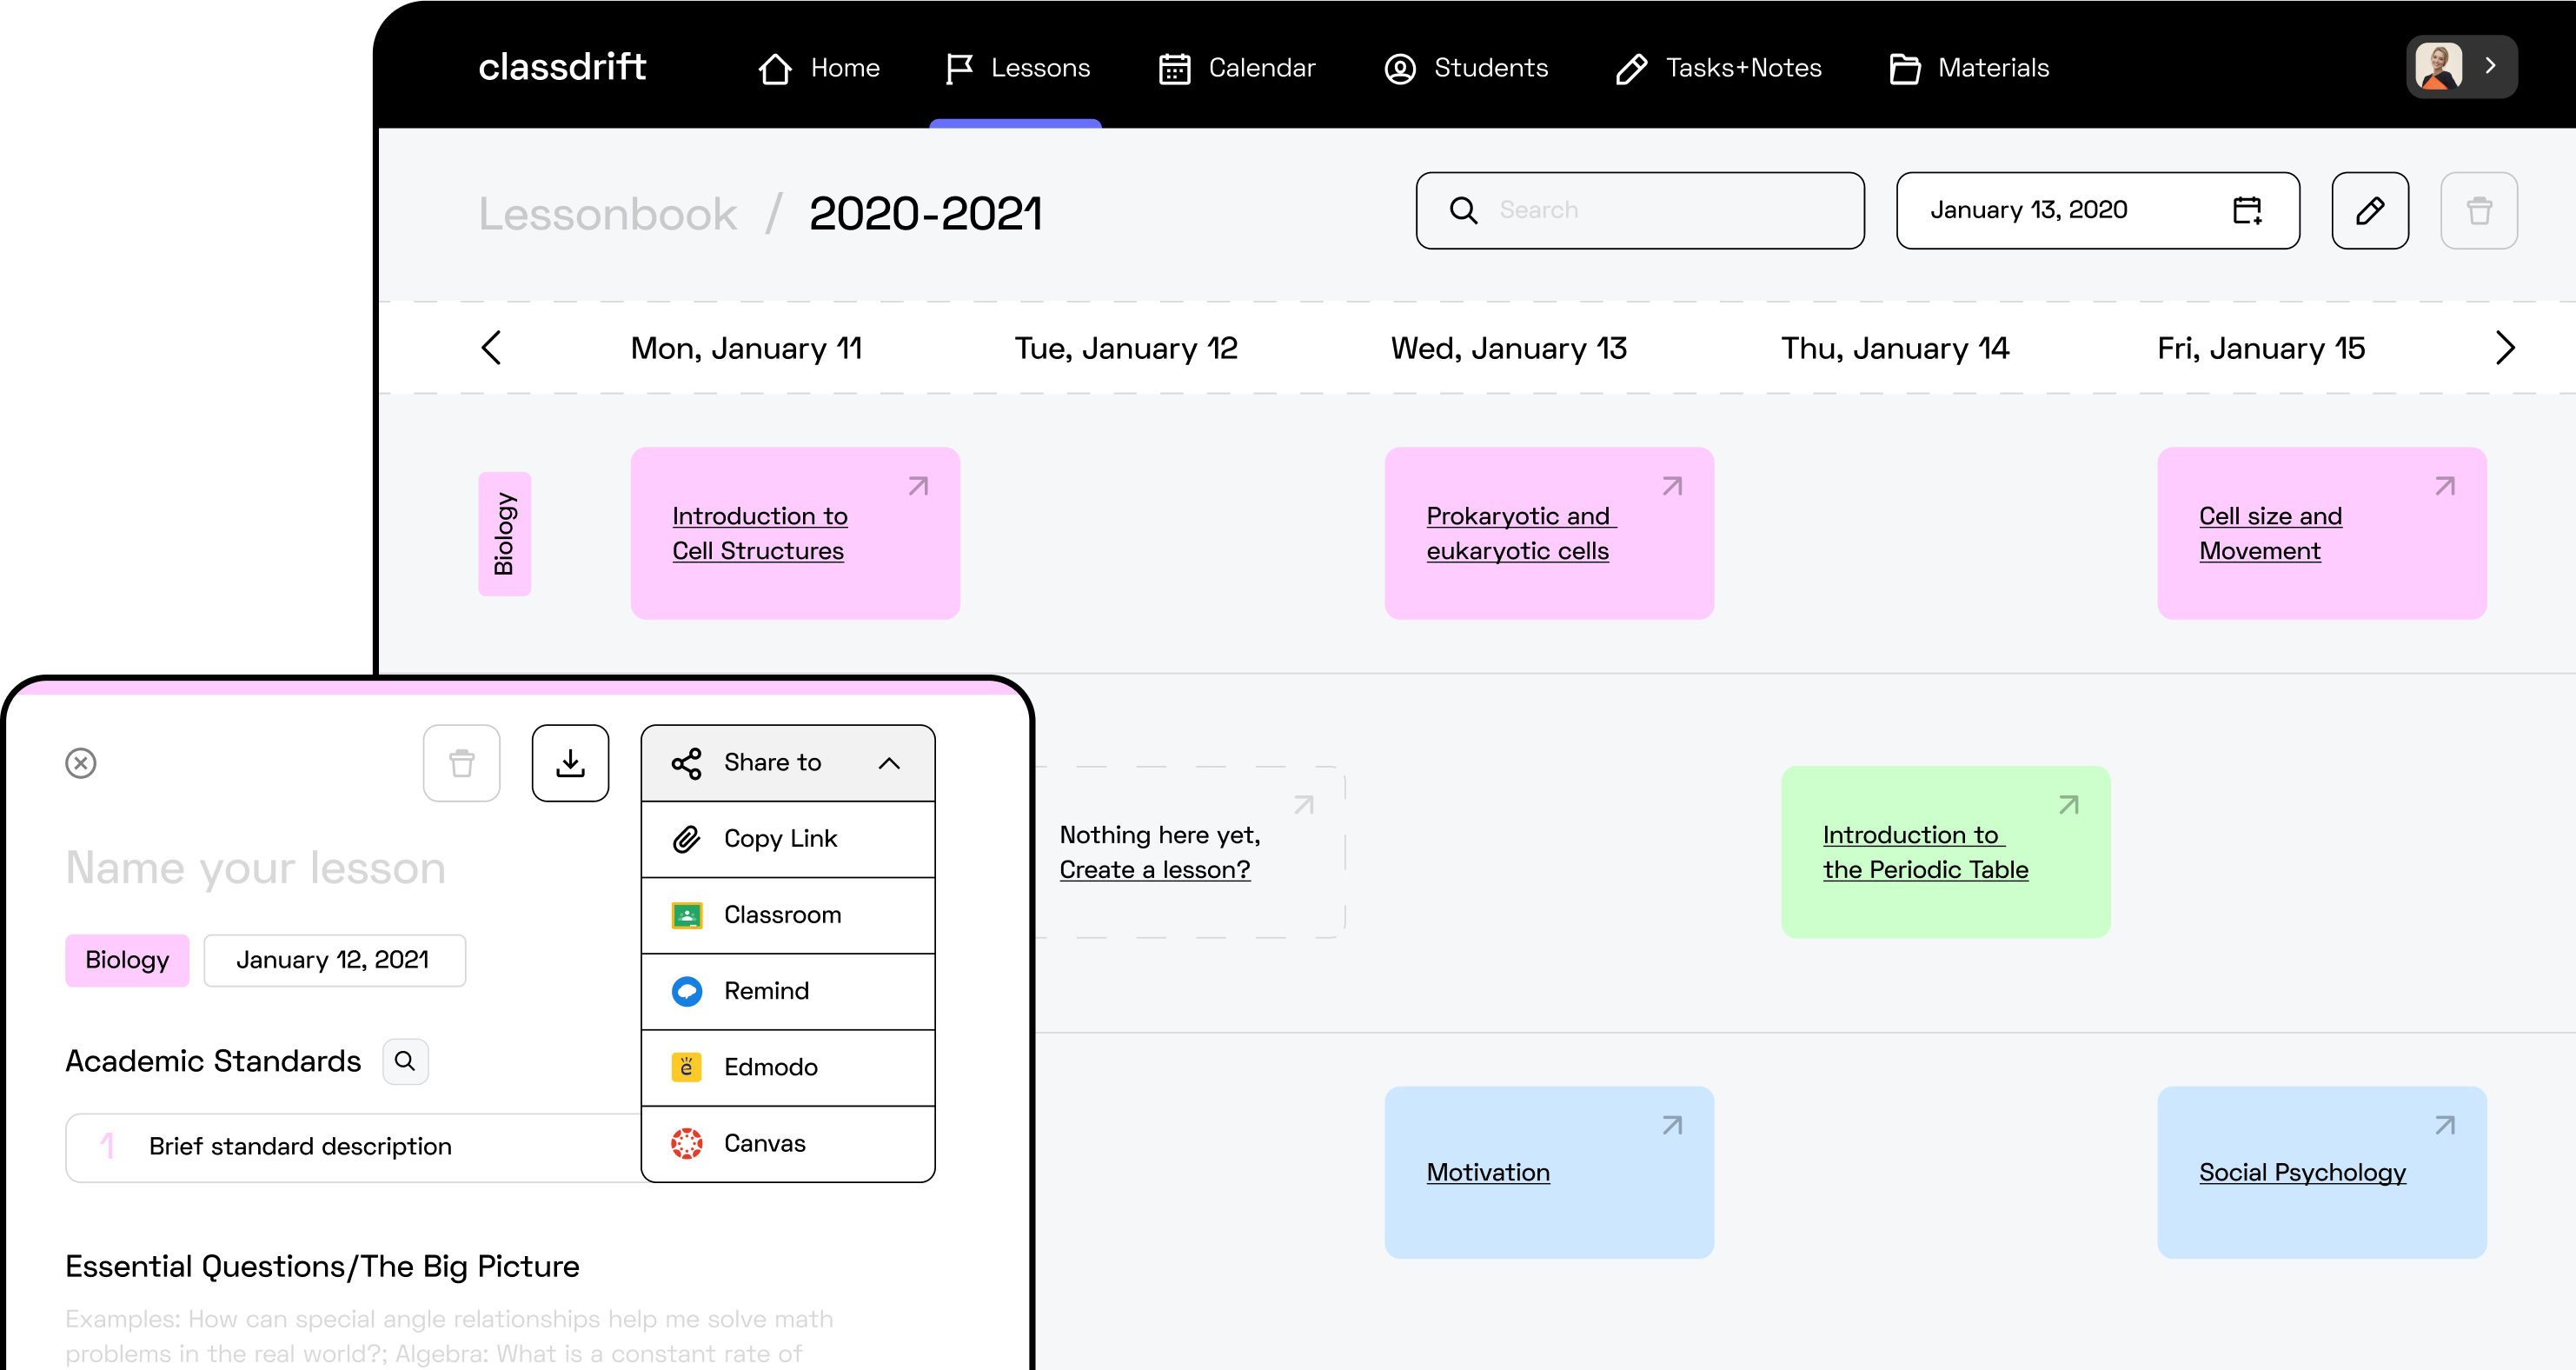 classdrift
Home
Lessons
Calendar
Students
Tasks+Notes
Materials
Lessonbook / 2020-2021
Search
January 13, 2020
Mon, January 11
Tue, January 12
Wed, January 13
Thu, January 14
Fri, January 15
Biology
Introduction to
Cell Structures
Prokaryotic and
eukaryotic cells
Cell size and
Movement
Nothing here yet,
Create a lesson?
Introduction to
the Periodic Table
Motivation
Social Psychology
Share to
Copy Link
Classroom
Remind
Edmodo
Canvas
Name your lesson
Biology
January 12, 2021
Academic Standards
1 Brief standard description
Essential Questions/The Big Picture
Examples: How can special angle relationships help me solve math
problems in the real world?; Algebra: What is a constant rate of